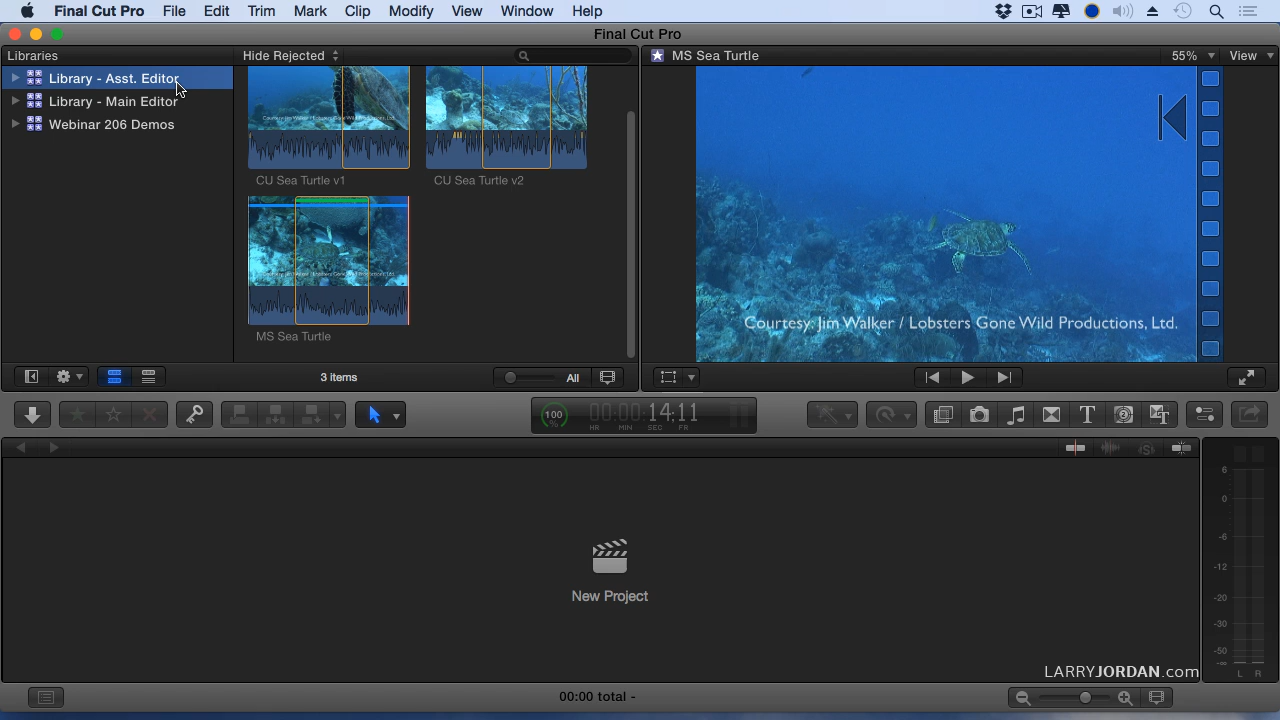 Final Cut Pro File Edit Trim Mark Clip Modify View Window Help
Final Cut Pro
Libraries
Hide Rejected
MS Sea Turtle
55%
View
Library - Asst. Editor
Library - Main Editor
Webinar 206 Demos
CU Sea Turtle v1
CU Sea Turtle v2
MS Sea Turtle
Courtesy: Jim Walker / Lobsters Gone Wild Productions, Ltd.
3 items
All
100
%
00:00:14;11
HR MIN SEC FR
New Project
6
0
-6
-12
-20
-30
-50
-∞
L R
LARRYJORDAN.com
00:00 total -